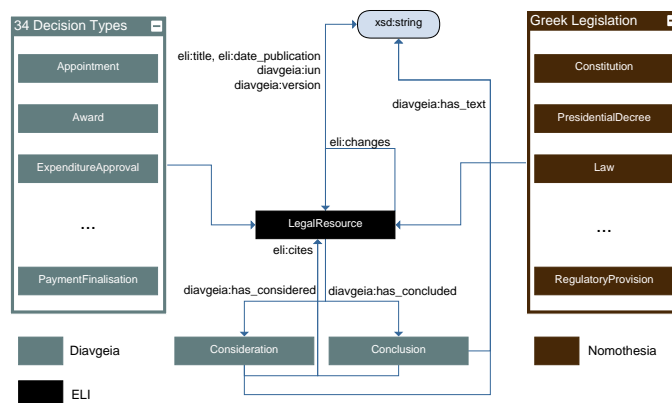 34 Decision Types
Appointment
Award
ExpenditureApproval
...
PaymentFinalisation
xsd:string
eli:title, eli:date_publication
diavgeia:iun
diavgeia:version
diavgeia:has_text
eli:changes
LegalResource
eli:cites
diavgeia:has_considered
diavgeia:has_concluded
Consideration
Conclusion
Greek Legislation
Constitution
PresidentialDecree
Law
...
RegulatoryProvision
Diavgeia
ELI
Nomothesia